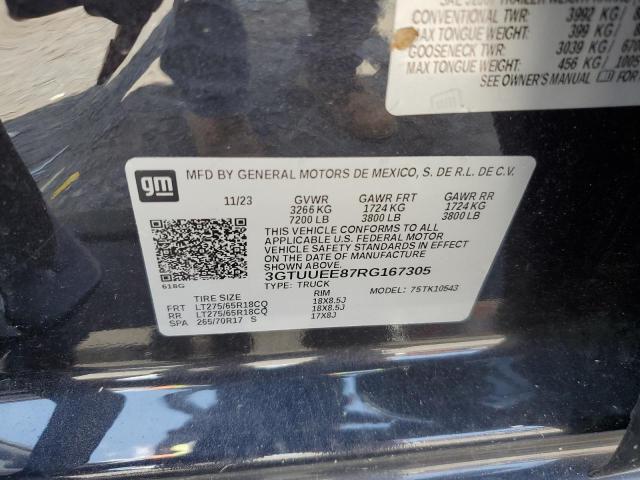 CONVENTIONAL TWR: 3992 KG
MAX TONGUE WT: 399 KG
GOOSENECK TWR: 3039 KG
MAX TONGUE WT: 456 KG
SEE OWNER'S MANUAL FOR
gm
MFD BY GENERAL MOTORS DE MEXICO, S. DE R.L. DE C.V.
11/23 GVWR GAWR FRT GAWR RR
3266 KG 1724 KG 1724 KG
7200 LB 3800 LB 3800 LB
THIS VEHICLE CONFORMS TO ALL
APPLICABLE U.S. FEDERAL MOTOR
VEHICLE SAFETY STANDARDS IN EFFECT
ON THE DATE OF MANUFACTURE SHOWN ABOVE.
3GTUUEE87RG167305
618G
TYPE: TRUCK MODEL: 75TK10543
TIRE SIZE RIM
FRT LT275/65R18CQ 18X8.5J
RR LT275/65R18CQ 18X8.5J
SPA 265/70R17 S 17X8J